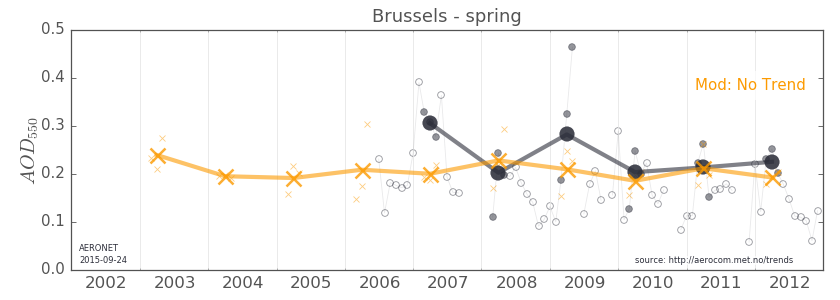 Brussels - spring
0.5
0.4
0.3
0.2
0.1
0.0
AOD550
Mod: No Trend
AERONET
2015-09-24
source: http://aerocom.met.no/trends
2002 2003 2004 2005 2006 2007 2008 2009 2010 2011 2012